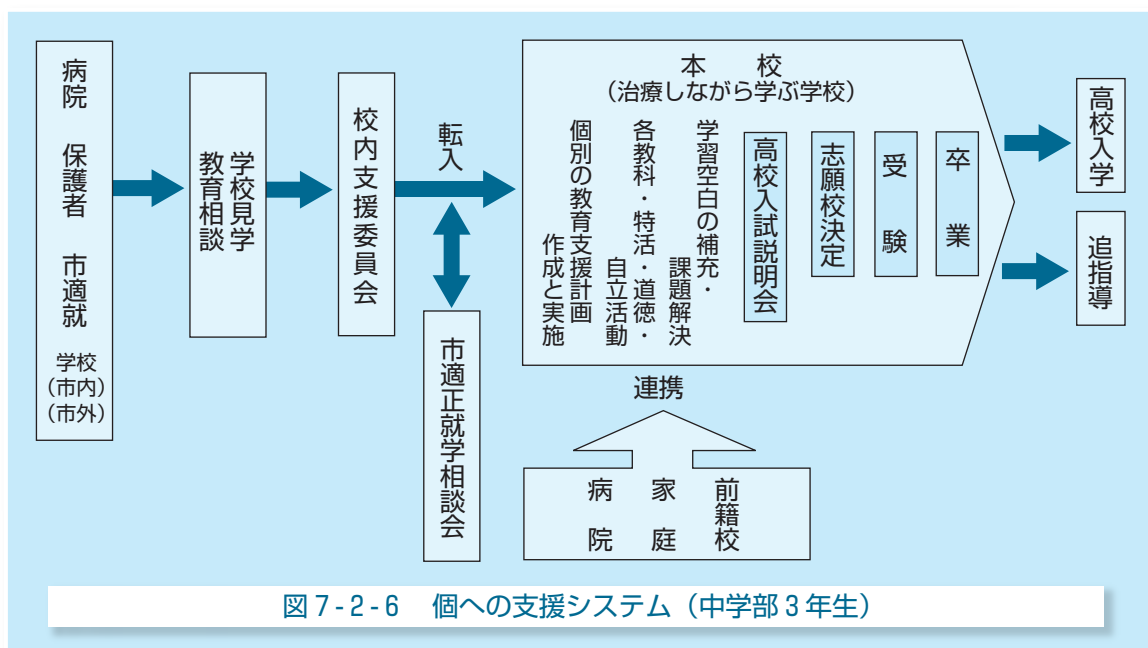 病院
保護者
市適就
学校
(市内)
(市外)
学校見学
教育相談
校内支援委員会
転入
市適正就学相談会
本校
(治療しながら学ぶ学校)
個別の教育支援計画
作成と実施
各教科・特活・道徳・
自立活動
学習空白の補充・
課題解決
高校入試説明会
志願校決定
受験
卒業
高校入学
追指導
連携
病院
家庭
前籍校
図7-2-6 個への支援システム(中学部3年生)